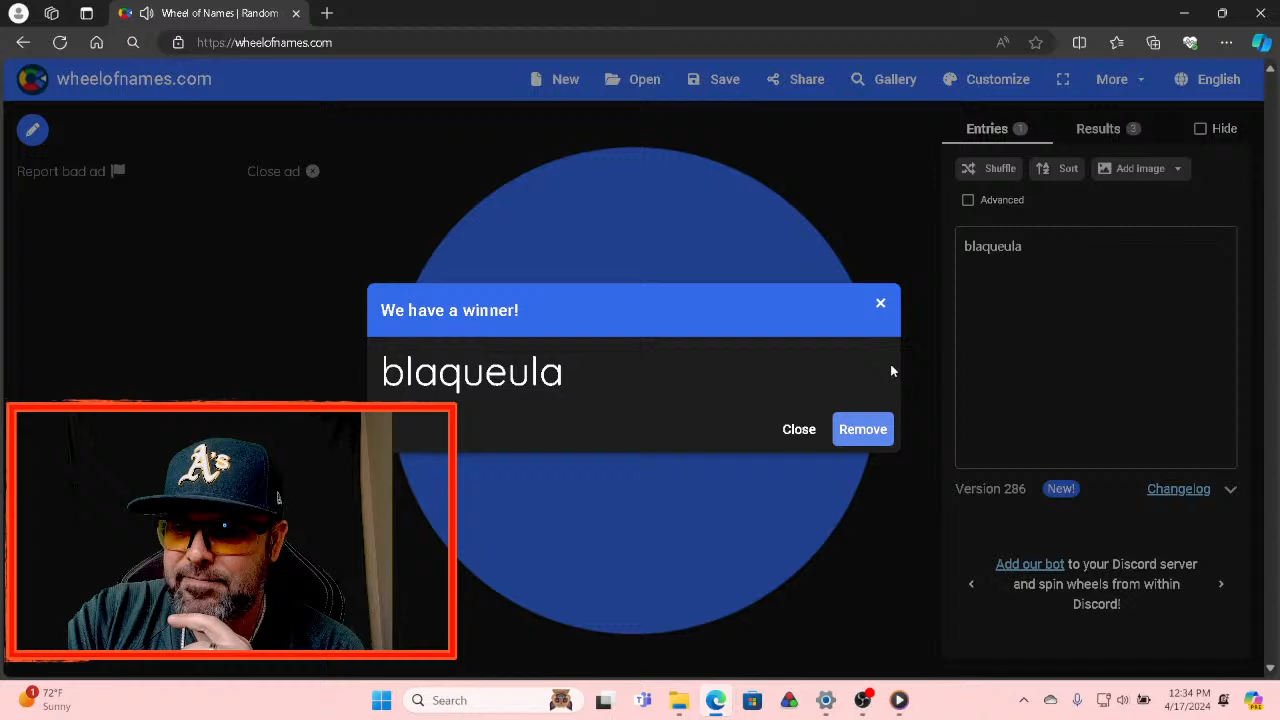 Wheel of Names | Random
https://wheelofnames.com
wheelofnames.com
New
Open
Save
Share
Gallery
Customize
More
English
Report bad ad
Close ad
Entries 1
Results 3
Hide
Shuffle
Sort
Add image
Advanced
blaqueula
We have a winner!
blaqueula
Close
Remove
Version 286
New!
Changelog
Add our bot to your Discord server
and spin wheels from within
Discord!
A's
1
72°F
Sunny
Search
12:34 PM
4/17/2024